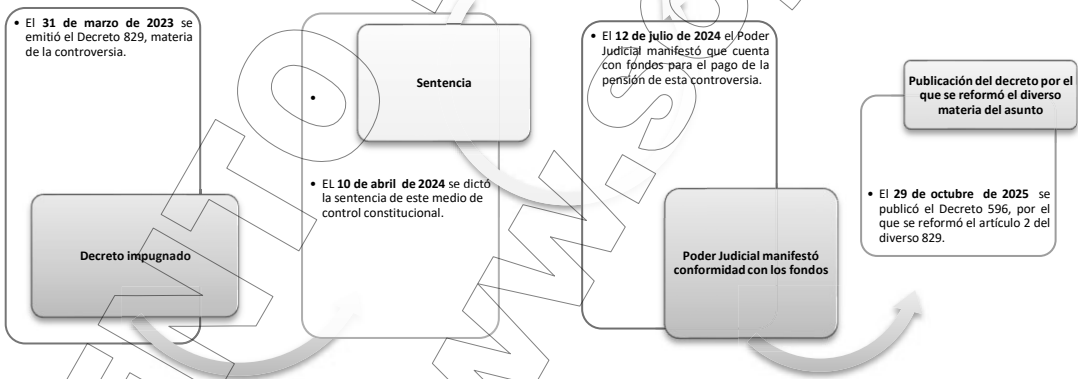 • El 31 de marzo de 2023 se
emitió el Decreto 829, materia
de la controversia.
Decreto impugnado
Sentencia
•
• EL 10 de abril de 2024 se dictó
la sentencia de este medio de
control constitucional.
• El 12 de julio de 2024 el Poder
Judicial manifestó que cuenta
con fondos para el pago de la
pensión de esta controversia.
Poder Judicial manifestó
conformidad con los fondos
Publicación del decreto por el
que se reformó el diverso
materia del asunto
• El 29 de octubre de 2025 se
publicó el Decreto 596, por el
que se reformó el artículo 2 del
diverso 829.